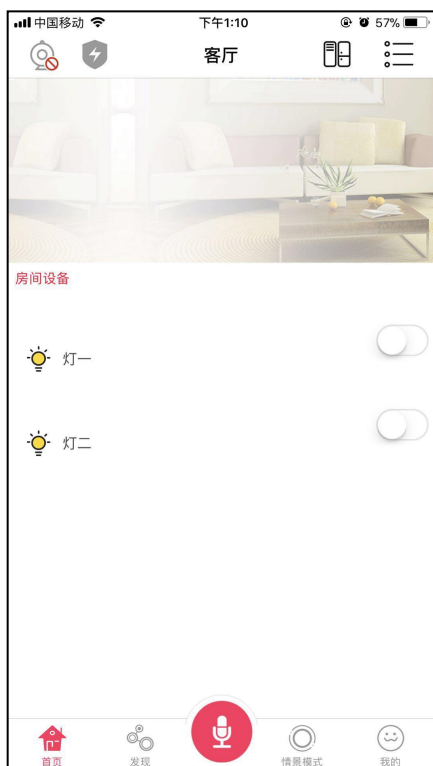 中国移动 下午1:10 57%
客厅
房间设备
灯一
灯二
首页 发现 情景模式 我的